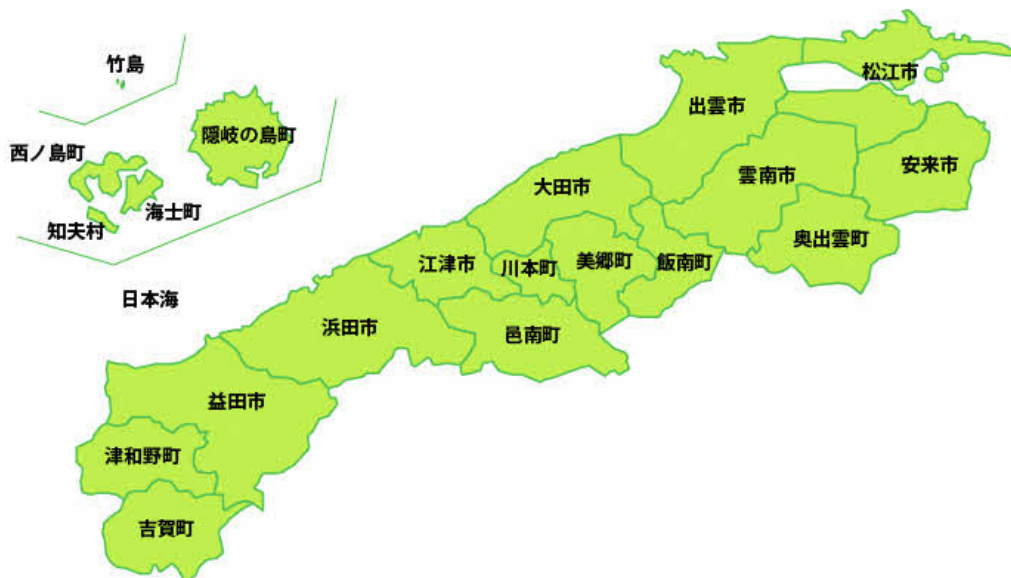 竹島
隠岐の島町
西ノ島町
海士町
知夫村
日本海
松江市
出雲市
安来市
雲南市
大田市
奥出雲町
飯南町
美郷町
川本町
江津市
浜田市
邑南町
益田市
津和野町
吉賀町